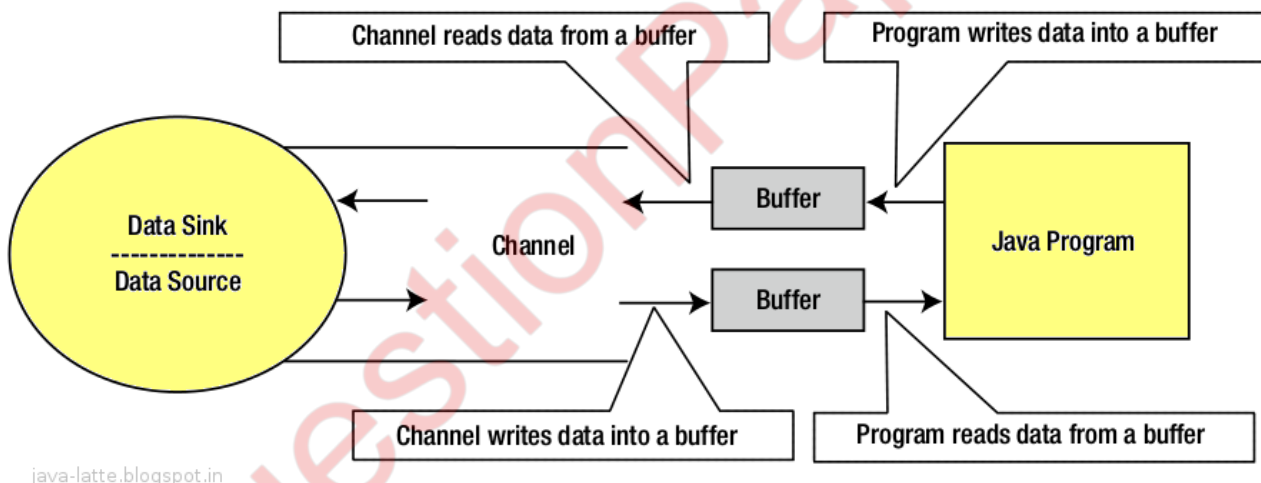 Channel reads data from a buffer
Program writes data into a buffer
Data Sink
--------------
Data Source
Channel
Buffer
Buffer
Java Program
Channel writes data into a buffer
Program reads data from a buffer
java-latte.blogspot.in
estionPa